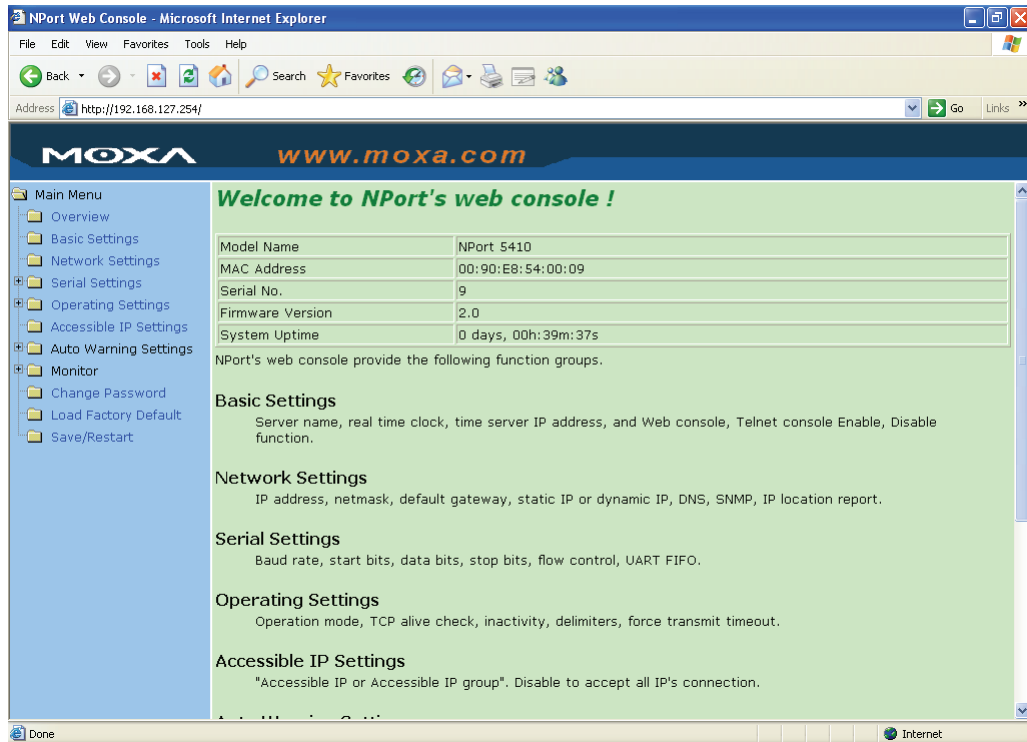 NPort Web Console - Microsoft Internet Explorer
File Edit View Favorites Tools Help
Back Search Favorites
Address http://192.168.127.254/ Go Links »
MOXA www.moxa.com
Main Menu
Overview
Basic Settings
Network Settings
Serial Settings
Operating Settings
Accessible IP Settings
Auto Warning Settings
Monitor
Change Password
Load Factory Default
Save/Restart
Welcome to NPort's web console !
Model Name NPort 5410
MAC Address 00:90:E8:54:00:09
Serial No. 9
Firmware Version 2.0
System Uptime 0 days, 00h:39m:37s
NPort's web console provide the following function groups.
Basic Settings
Server name, real time clock, time server IP address, and Web console, Telnet console Enable, Disable
function.
Network Settings
IP address, netmask, default gateway, static IP or dynamic IP, DNS, SNMP, IP location report.
Serial Settings
Baud rate, start bits, data bits, stop bits, flow control, UART FIFO.
Operating Settings
Operation mode, TCP alive check, inactivity, delimiters, force transmit timeout.
Accessible IP Settings
"Accessible IP or Accessible IP group". Disable to accept all IP's connection.
Done Internet